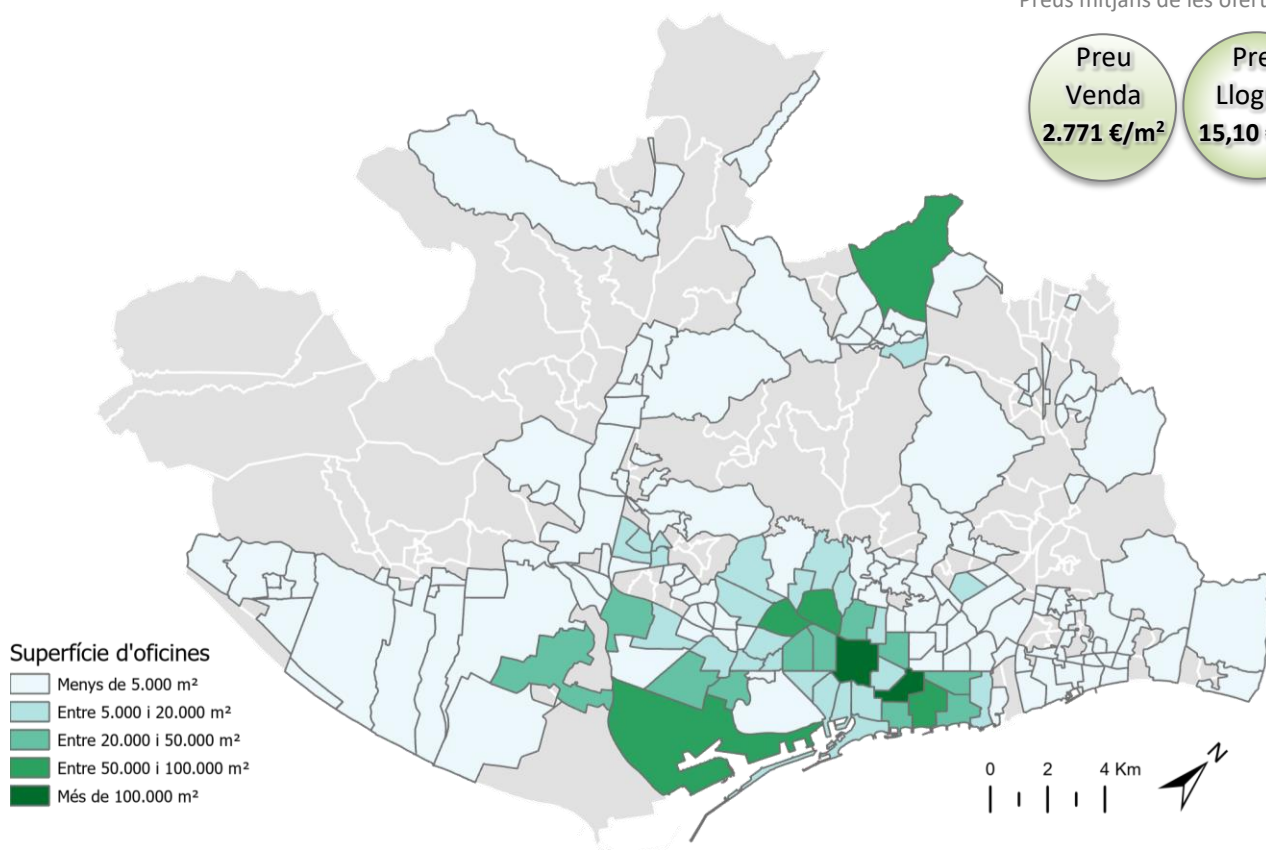 Preus mitjans de les
Preu
Venda
2.771 €/m²
15,10
Superfície d'oficines
Menys de 5.000 m²
Entre 5.000 i 20.000 m²
Entre 20.000 i 50.000 m²
Entre 50.000 i 100.000 m²
Més de 100.000 m²
0 2 4 Km
N